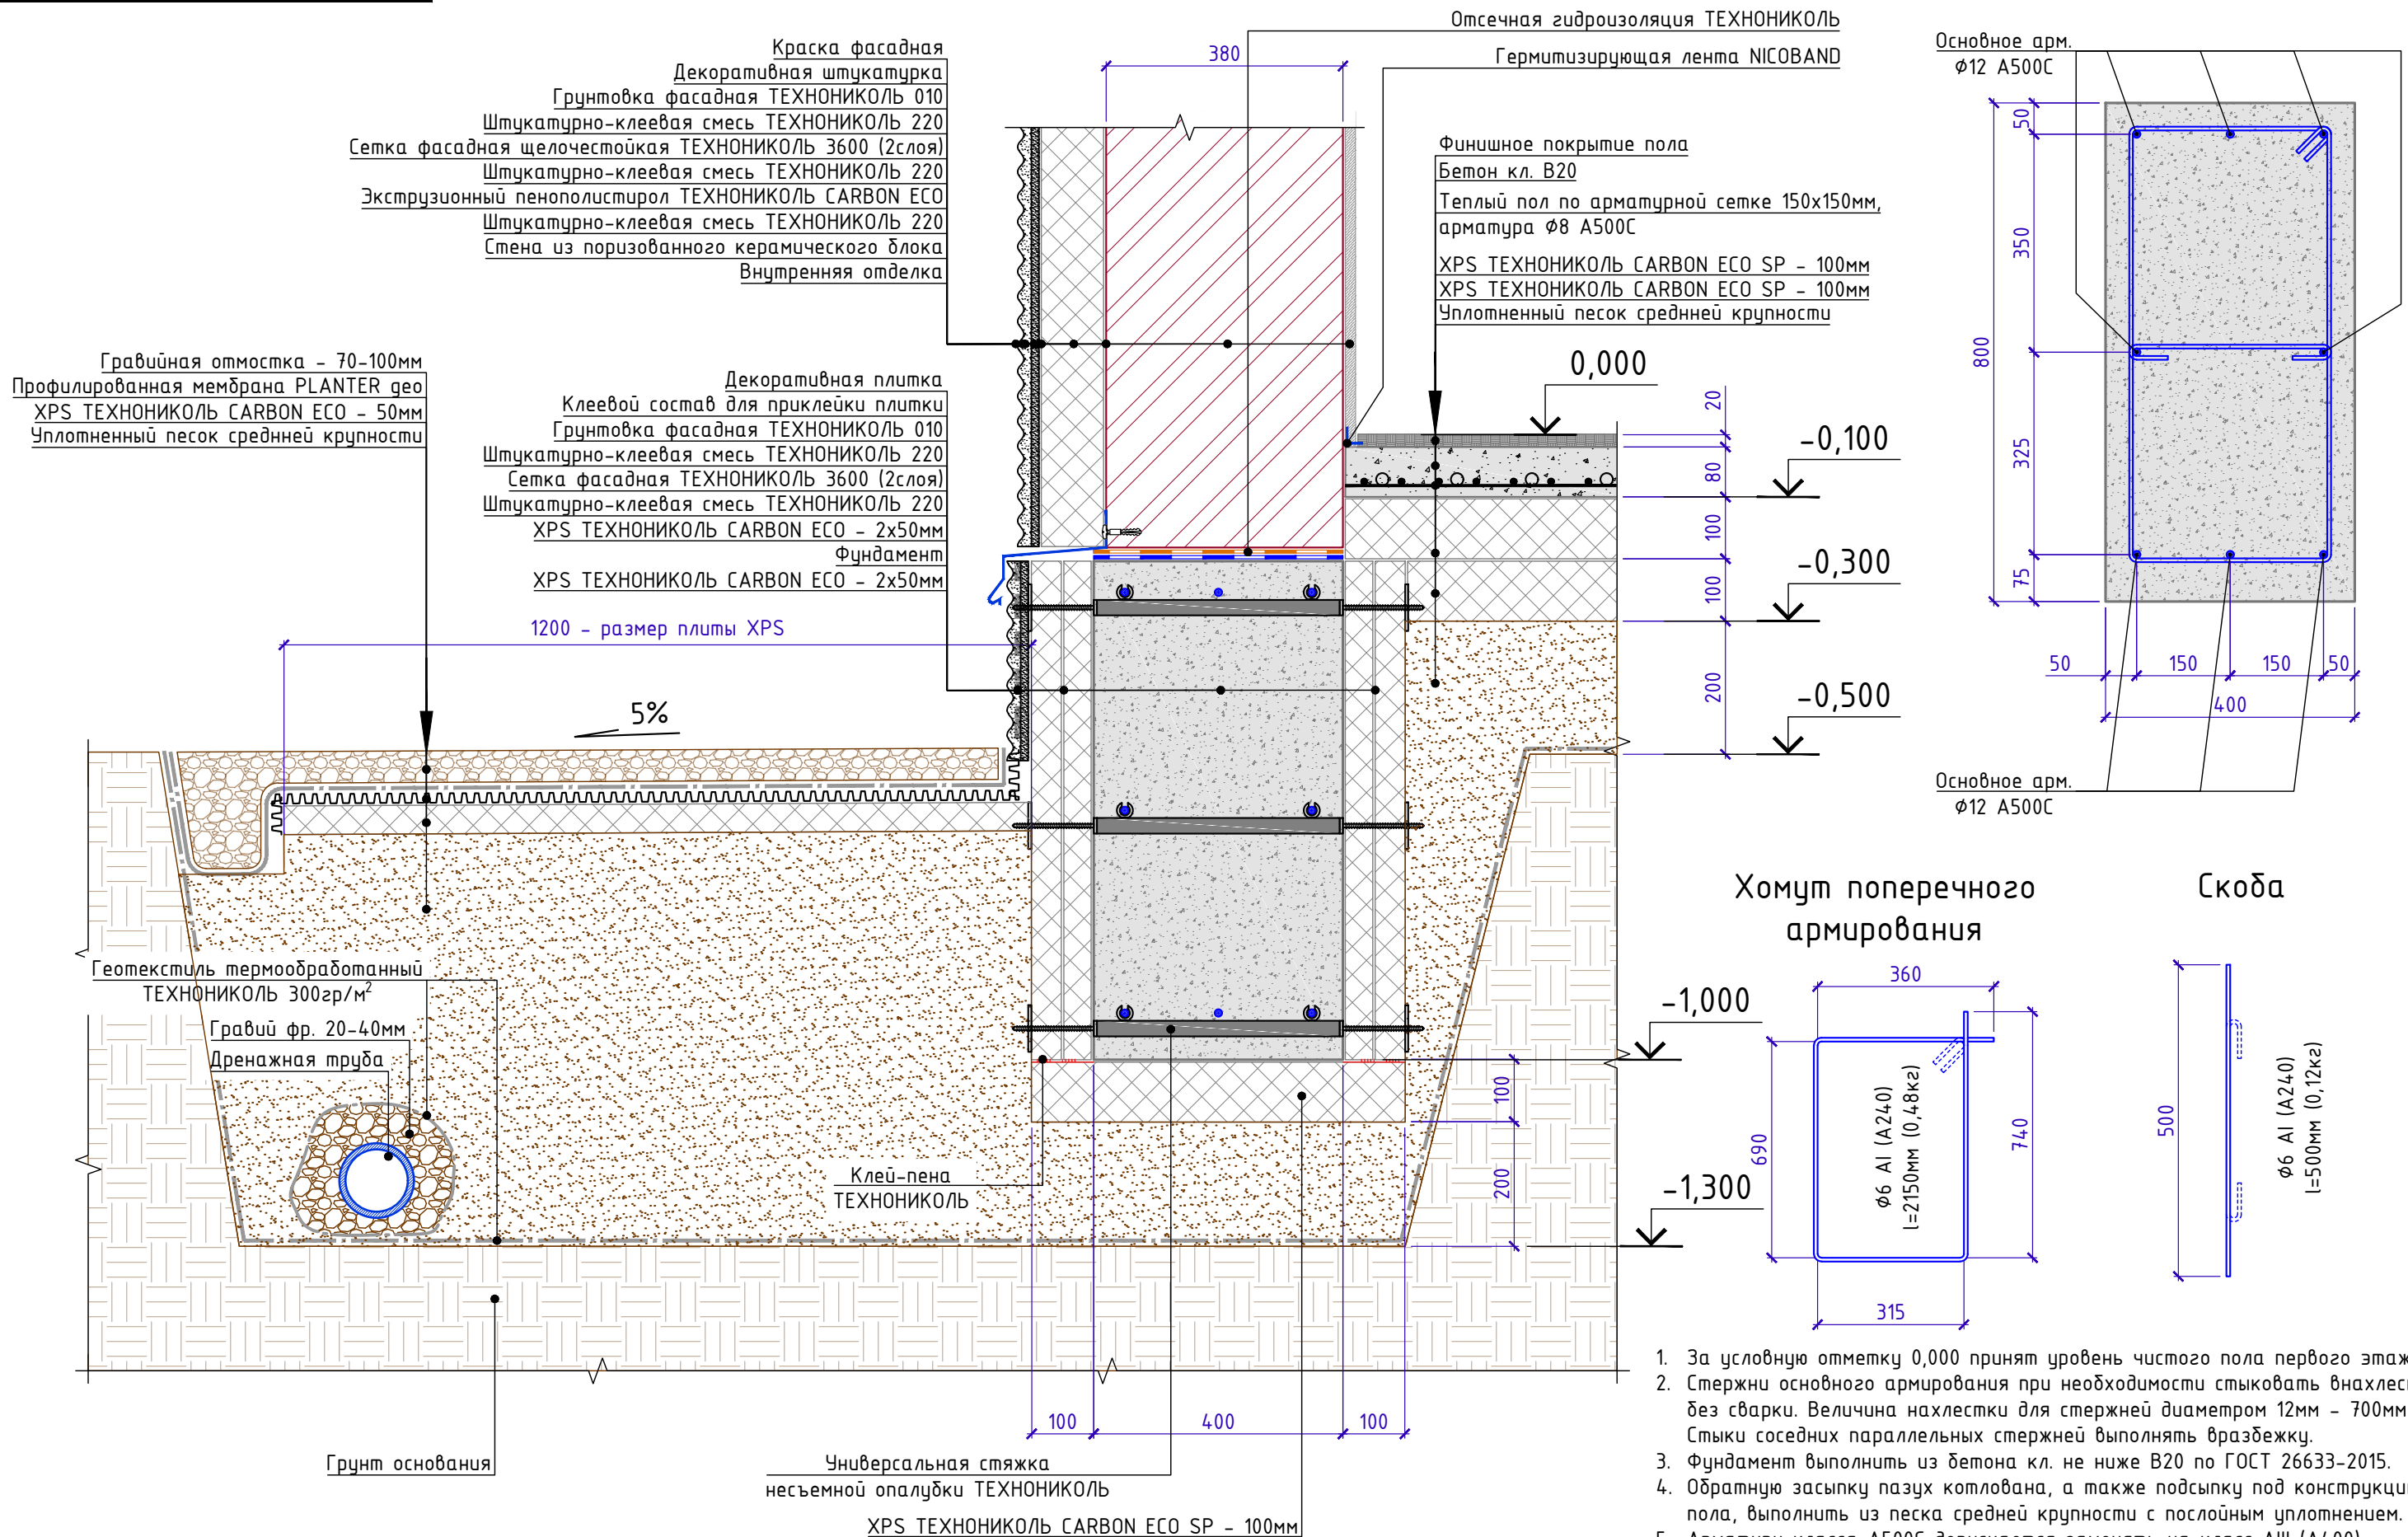 Краска фасадная
Декоративная штукатурка
Грунтовка фасадная ТЕХНОНИКОЛЬ 010
Штукатурно-клеевая смесь ТЕХНОНИКОЛЬ 220
Сетка фасадная щелочестойкая ТЕХНОНИКОЛЬ 3600 (2слоя)
Штукатурно-клеевая смесь ТЕХНОНИКОЛЬ 220
Экструзионный пенополистирол ТЕХНОНИКОЛЬ CARBON ECO
Штукатурно-клеевая смесь ТЕХНОНИКОЛЬ 220
Стена из поризованного керамического блока
Внутренняя отделка
380
Отсечная гидроизоляция ТЕХНОНИКОЛЬ
Гермитизирующая лента NICOBAND
Финишное покрытие пола
Бетон кл. В20
Теплый пол по арматурной сетке 150х150мм,
арматура Ф8 А500С
XPS ТЕХНОНИКОЛЬ CARBON ECO SP - 100мм
XPS ТЕХНОНИКОЛЬ CARBON ECO SP - 100мм
Уплотненный песок средней крупности
Гравийная отмостка - 70-100мм
Профилированная мембрана PLANTER geo
XPS ТЕХНОНИКОЛЬ CARBON ECO - 50мм
Уплотненный песок средней крупности
Декоративная плитка
Клеевой состав для приклейки плитки
Грунтовка фасадная ТЕХНОНИКОЛЬ 010
Штукатурно-клеевая смесь ТЕХНОНИКОЛЬ 220
Сетка фасадная ТЕХНОНИКОЛЬ 3600 (2слоя)
Штукатурно-клеевая смесь ТЕХНОНИКОЛЬ 220
XPS ТЕХНОНИКОЛЬ CARBON ECO - 2х50мм
Фундамент
XPS ТЕХНОНИКОЛЬ CARBON ECO - 2х50мм
1200 - размер плиты XPS
5%
0,000
-0,100
-0,300
-0,500
-1,000
-1,300
20
80
100
100
200
100
200
Основное арм.
Ф12 А500С
50
350
325
75
800
50
150
150
50
400
Основное арм.
Ф12 А500С
Геотекстиль термообработанный
ТЕХНОНИКОЛЬ 300гр/м²
Гравий фр. 20-40мм
Дренажная труба
Клей-пена
ТЕХНОНИКОЛЬ
Грунт основания
Универсальная стяжка
несъемной опалубки ТЕХНОНИКОЛЬ
XPS ТЕХНОНИКОЛЬ CARBON ECO SP - 100мм
100
400
100
Хомут поперечного
армирования
360
690
740
315
Ф6 АI (А240)
l=2150мм (0,48кг)
Скоба
500
Ф6 АI (А240)
l=500мм (0,12кг)
1. За условную отметку 0,000 принят уровень чистого пола первого
2. Стержни основного армирования при необходимости стыковать
без сварки. Величина нахлестки для стержней диаметром 12мм - 700мм
Стыки соседних параллельных стержней выполнять вразбежку.
3. Фундамент выполнить из бетона кл. не ниже В20 по ГОСТ 26633-2015.
4. Обратную засыпку пазух котлована, а также подсыпку под
пола, выполнить из песка средней крупности с послойным уплотнением.